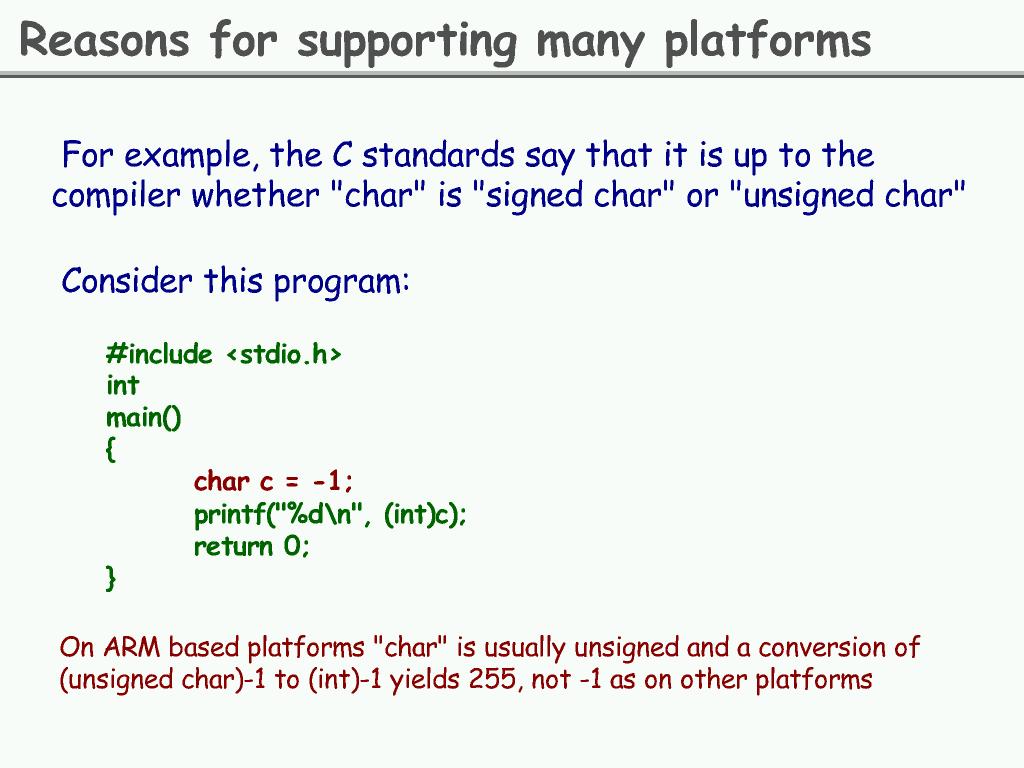 Reasons for supporting many platforms
For example, the C standards say that it is up to the
compiler whether "char" is "signed char" or "unsigned char"
Consider this program:
#include <stdio.h>
int
main()
{
char c = -1;
printf("%d\n", (int)c);
return 0;
}
On ARM based platforms "char" is usually unsigned and a conversion of
(unsigned char)-1 to (int)-1 yields 255, not -1 as on other platforms